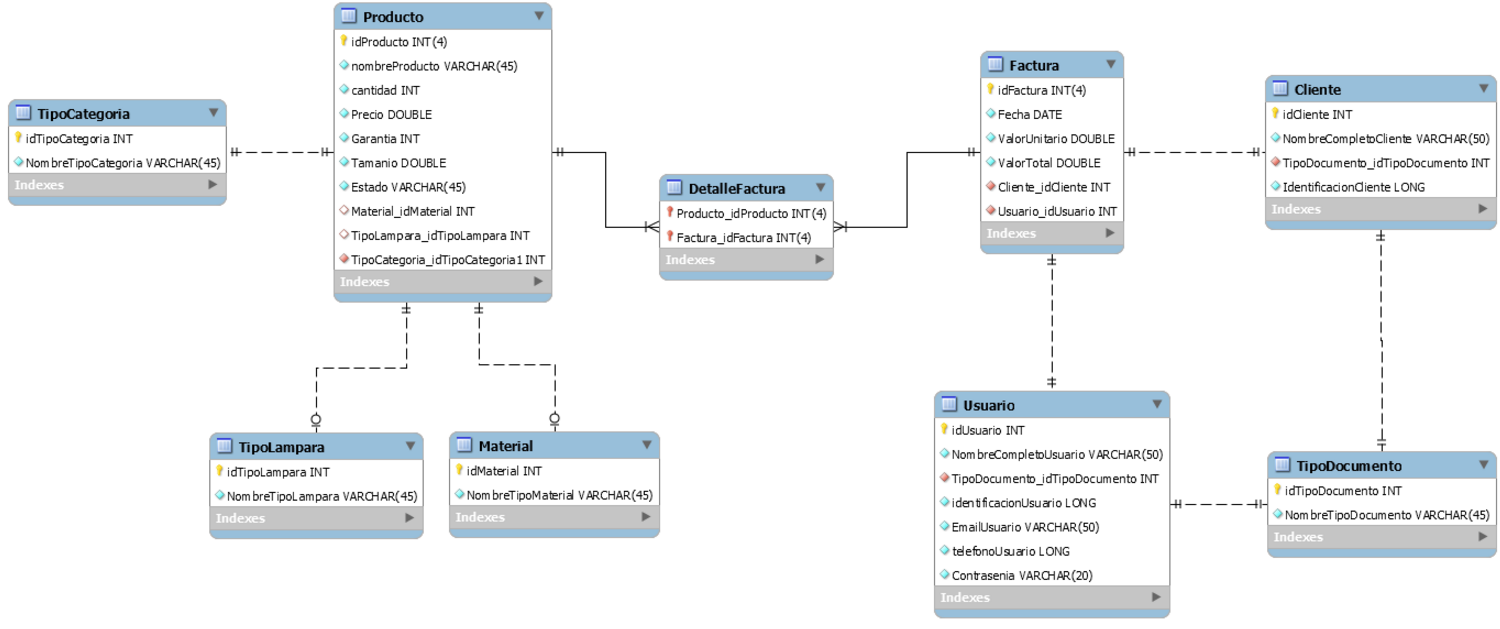 Producto
idProducto INT(4)
nombreProducto VARCHAR(45)
cantidad INT
Precio DOUBLE
Garantia INT
Tamanio DOUBLE
Estado VARCHAR(45)
Material_idMaterial INT
TipoLampara_idTipoLampara INT
TipoCategoria_idTipoCategoria1 INT
Indexes
TipoCategoria
idTipoCategoria INT
NombreTipoCategoria VARCHAR(45)
Indexes
DetalleFactura
Producto_idProducto INT(4)
Factura_idFactura INT(4)
Indexes
Factura
idFactura INT(4)
Fecha DATE
ValorUnitario DOUBLE
ValorTotal DOUBLE
Cliente_idCliente INT
Usuario_idUsuario INT
Indexes
Cliente
idCliente INT
NombreCompletoCliente VARCHAR(50)
TipoDocumento_idTipoDocumento INT
IdentificacionCliente LONG
Indexes
TipoLampara
idTipoLampara INT
NombreTipoLampara VARCHAR(45)
Indexes
Material
idMaterial INT
NombreTipoMaterial VARCHAR(45)
Indexes
Usuario
idUsuario INT
NombreCompletoUsuario VARCHAR(50)
TipoDocumento_idTipoDocumento INT
identificacionUsuario LONG
EmailUsuario VARCHAR(50)
telefonoUsuario LONG
Contrasenia VARCHAR(20)
Indexes
TipoDocumento
idTipoDocumento INT
NombreTipoDocumento VARCHAR(45)
Indexes